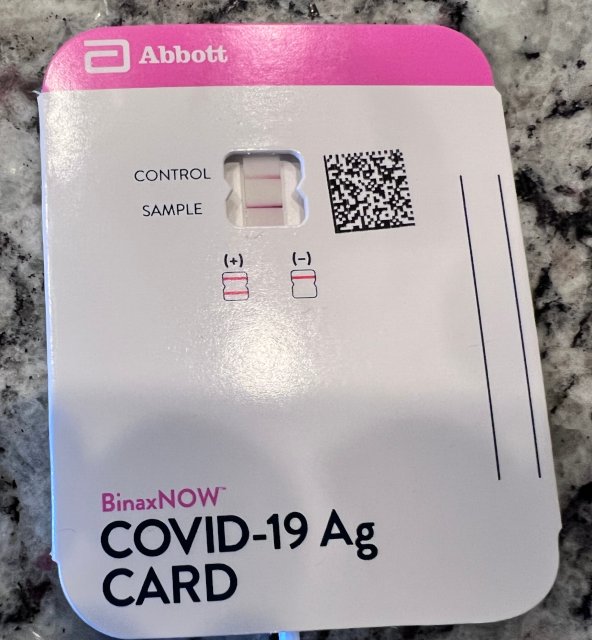 Abbott
CONTROL
SAMPLE
(+) (-)
BinaxNOW™
COVID-19 Ag
CARD